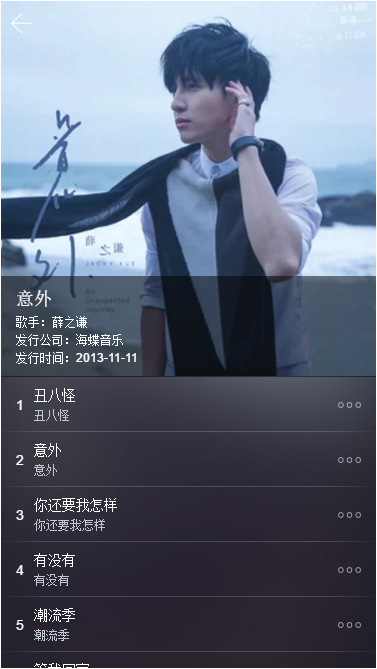 意外
薛之谦
JACKY XUE
An
Unexpected
Journey
意外
歌手：薛之谦
发行公司：海蝶音乐
发行时间：2013-11-11
1
丑八怪
丑八怪
2
意外
意外
3
你还要我怎样
你还要我怎样
4
有没有
有没有
5
潮流季
潮流季